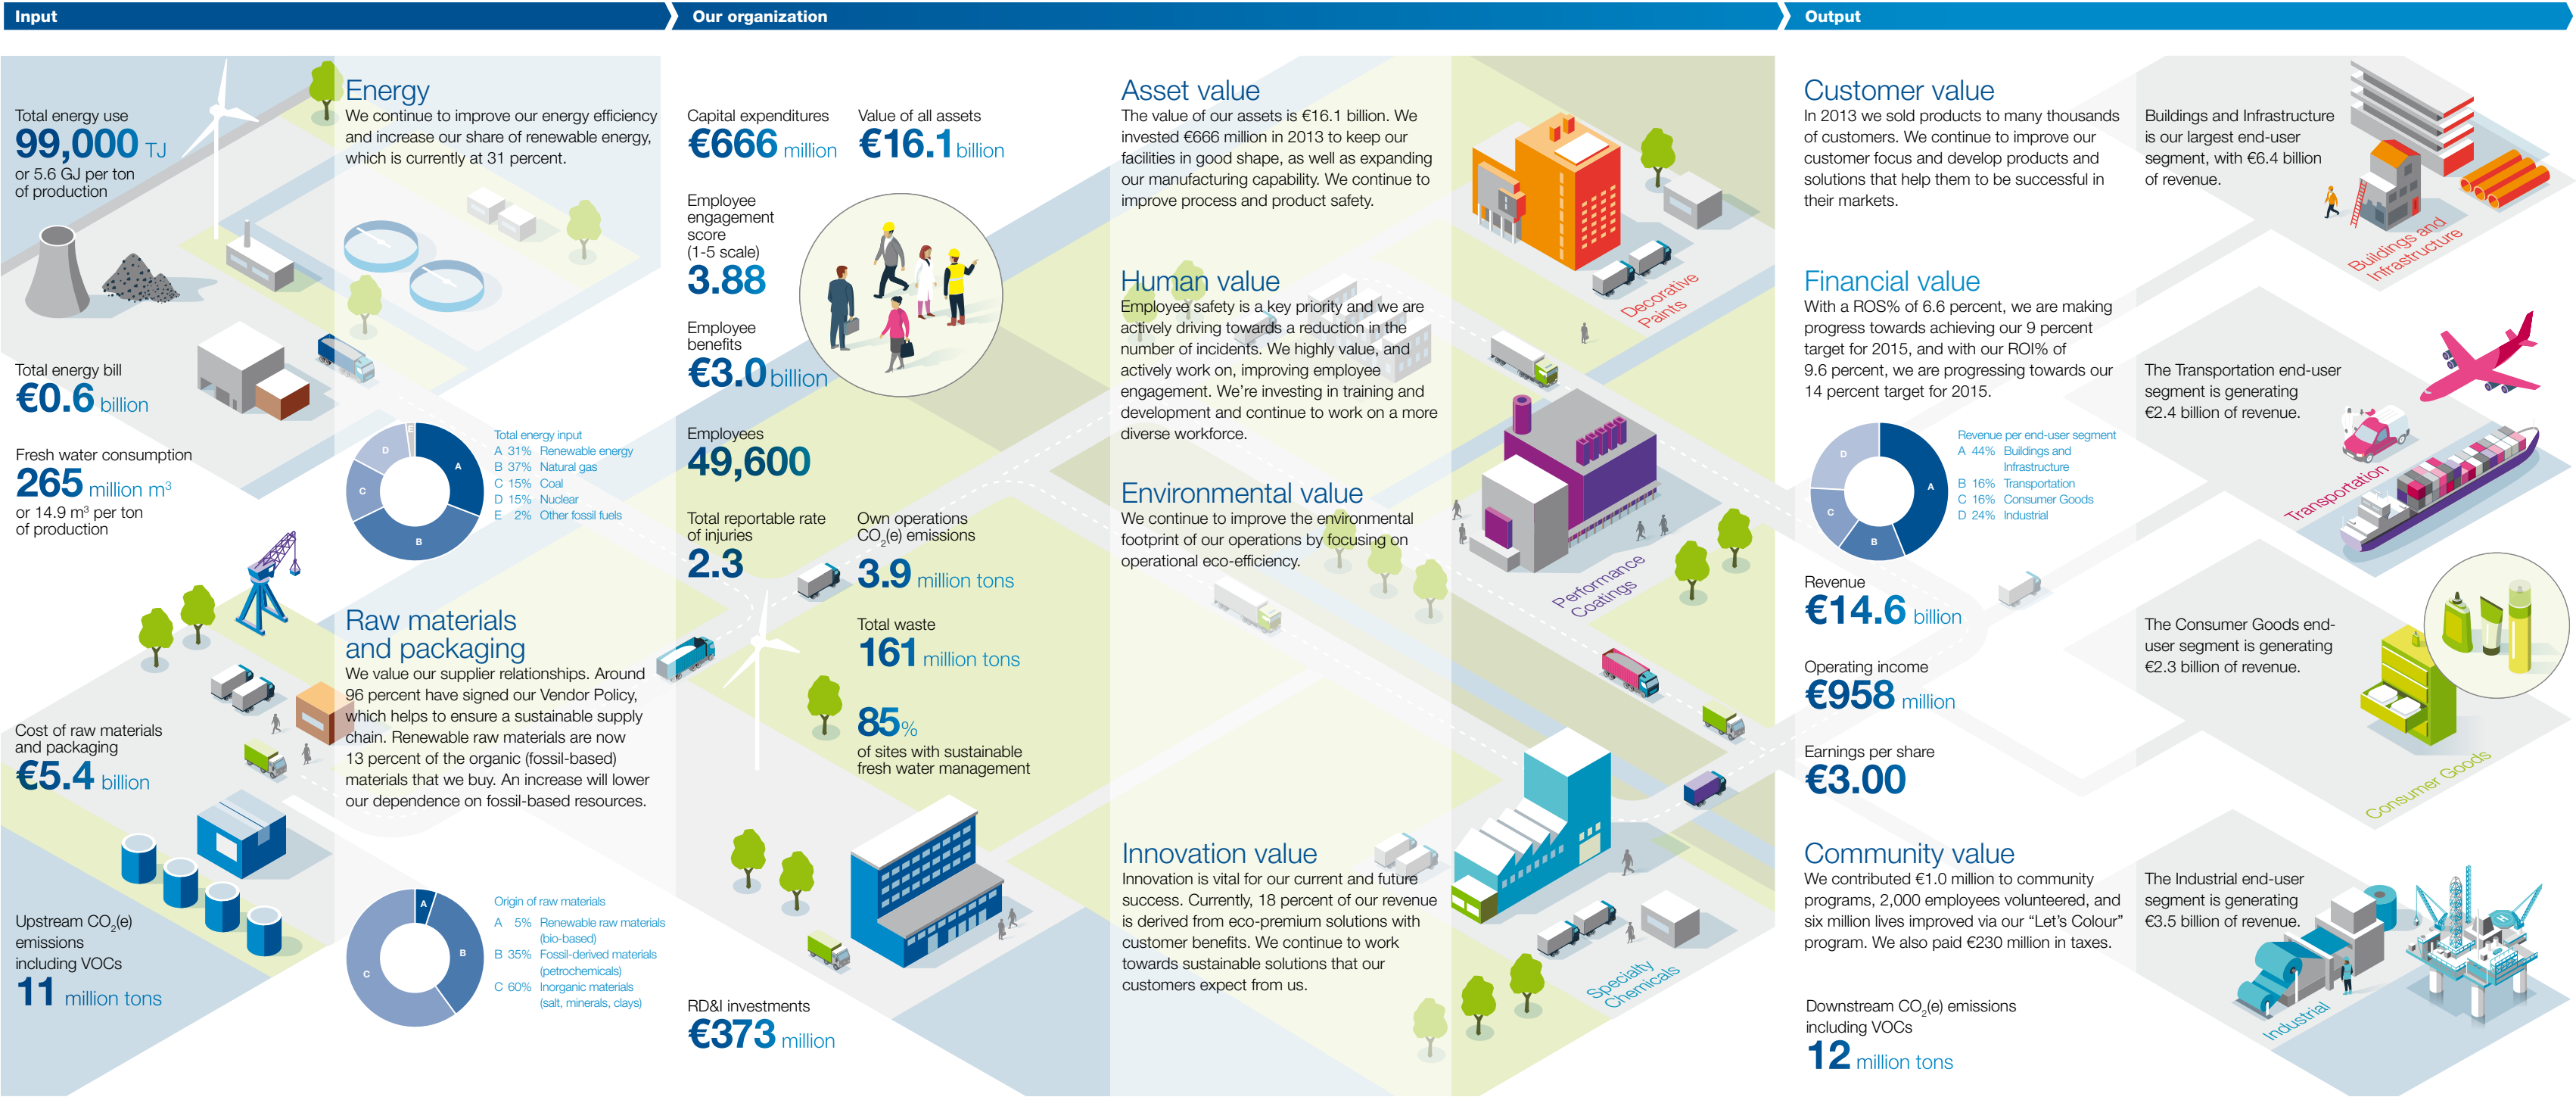 Input
Our organization
Output
Total energy use
99,000 TJ
or 5.6 GJ per ton
of production
Total energy bill
€0.6 billion
Fresh water consumption
265 million m³
or 14.9 m³ per ton
of production
Cost of raw materials
and packaging
€5.4 billion
Upstream CO₂(e)
emissions
including VOCs
11 million tons
Energy
We continue to improve our energy efficiency
and increase our share of renewable energy,
which is currently at 31 percent.
A
B
C
D
E
Total energy input
A 31% Renewable energy
B 37% Natural gas
C 15% Coal
D 15% Nuclear
E 2% Other fossil fuels
Raw materials
and packaging
We value our supplier relationships. Around
96 percent have signed our Vendor Policy,
which helps to ensure a sustainable supply
chain. Renewable raw materials are now
13 percent of the organic (fossil-based)
materials that we buy. An increase will lower
our dependence on fossil-based resources.
A
B
C
Origin of raw materials
A 5% Renewable raw materials
(bio-based)
B 35% Fossil-derived materials
(petrochemicals)
C 60% Inorganic materials
(salt, minerals, clays)
Capital expenditures
€666 million
Value of all assets
€16.1 billion
Employee
engagement
score
(1-5 scale)
3.88
Employee
benefits
€3.0 billion
Employees
49,600
Total reportable rate
of injuries
2.3
Own operations
CO₂(e) emissions
3.9 million tons
Total waste
161 million tons
85%
of sites with sustainable
fresh water management
RD&I investments
€373 million
Asset value
The value of our assets is €16.1 billion. We
invested €666 million in 2013 to keep our
facilities in good shape, as well as expanding
our manufacturing capability. We continue to
improve process and product safety.
Human value
Employee safety is a key priority and we are
actively driving towards a reduction in the
number of incidents. We highly value, and
actively work on, improving employee
engagement. We're investing in training and
development and continue to work on a more
diverse workforce.
Environmental value
We continue to improve the environmental
footprint of our operations by focusing on
operational eco-efficiency.
Innovation value
Innovation is vital for our current and future
success. Currently, 18 percent of our revenue
is derived from eco-premium solutions with
customer benefits. We continue to work
towards sustainable solutions that our
customers expect from us.
Decorative
Paints
Performance
Coatings
Specialty
Chemicals
Customer value
In 2013 we sold products to many thousands
of customers. We continue to improve our
customer focus and develop products and
solutions that help them to be successful in
their markets.
Financial value
With a ROS% of 6.6 percent, we are making
progress towards achieving our 9 percent
target for 2015, and with our ROI% of
9.6 percent, we are progressing towards our
14 percent target for 2015.
A
B
C
D
Revenue per end-user segment
A 44% Buildings and
Infrastructure
B 16% Transportation
C 16% Consumer Goods
D 24% Industrial
Revenue
€14.6 billion
Operating income
€958 million
Earnings per share
€3.00
Community value
We contributed €1.0 million to community
programs, 2,000 employees volunteered, and
six million lives improved via our “Let's Colour”
program. We also paid €230 million in taxes.
Downstream CO₂(e) emissions
including VOCs
12 million tons
Buildings and Infrastructure
is our largest end-user
segment, with €6.4 billion
of revenue.
Buildings and
Infrastructure
The Transportation end-user
segment is generating
€2.4 billion of revenue.
Transportation
The Consumer Goods end-
user segment is generating
€2.3 billion of revenue.
Consumer Goods
The Industrial end-user
segment is generating
€3.5 billion of revenue.
H
Industrial